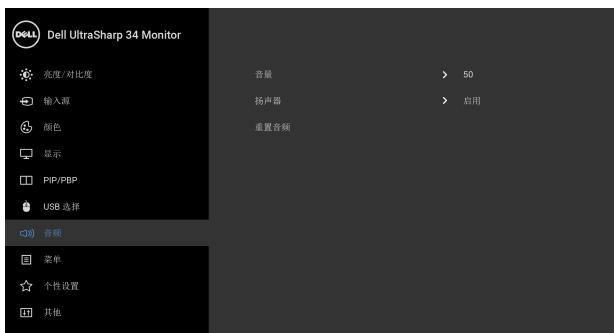 DELL Dell UltraSharp 34 Monitor
亮度/对比度
音量 50
输入源
扬声器 启用
颜色
重置音频
显示
PIP/PBP
USB 选择
音频
菜单
个性设置
其他